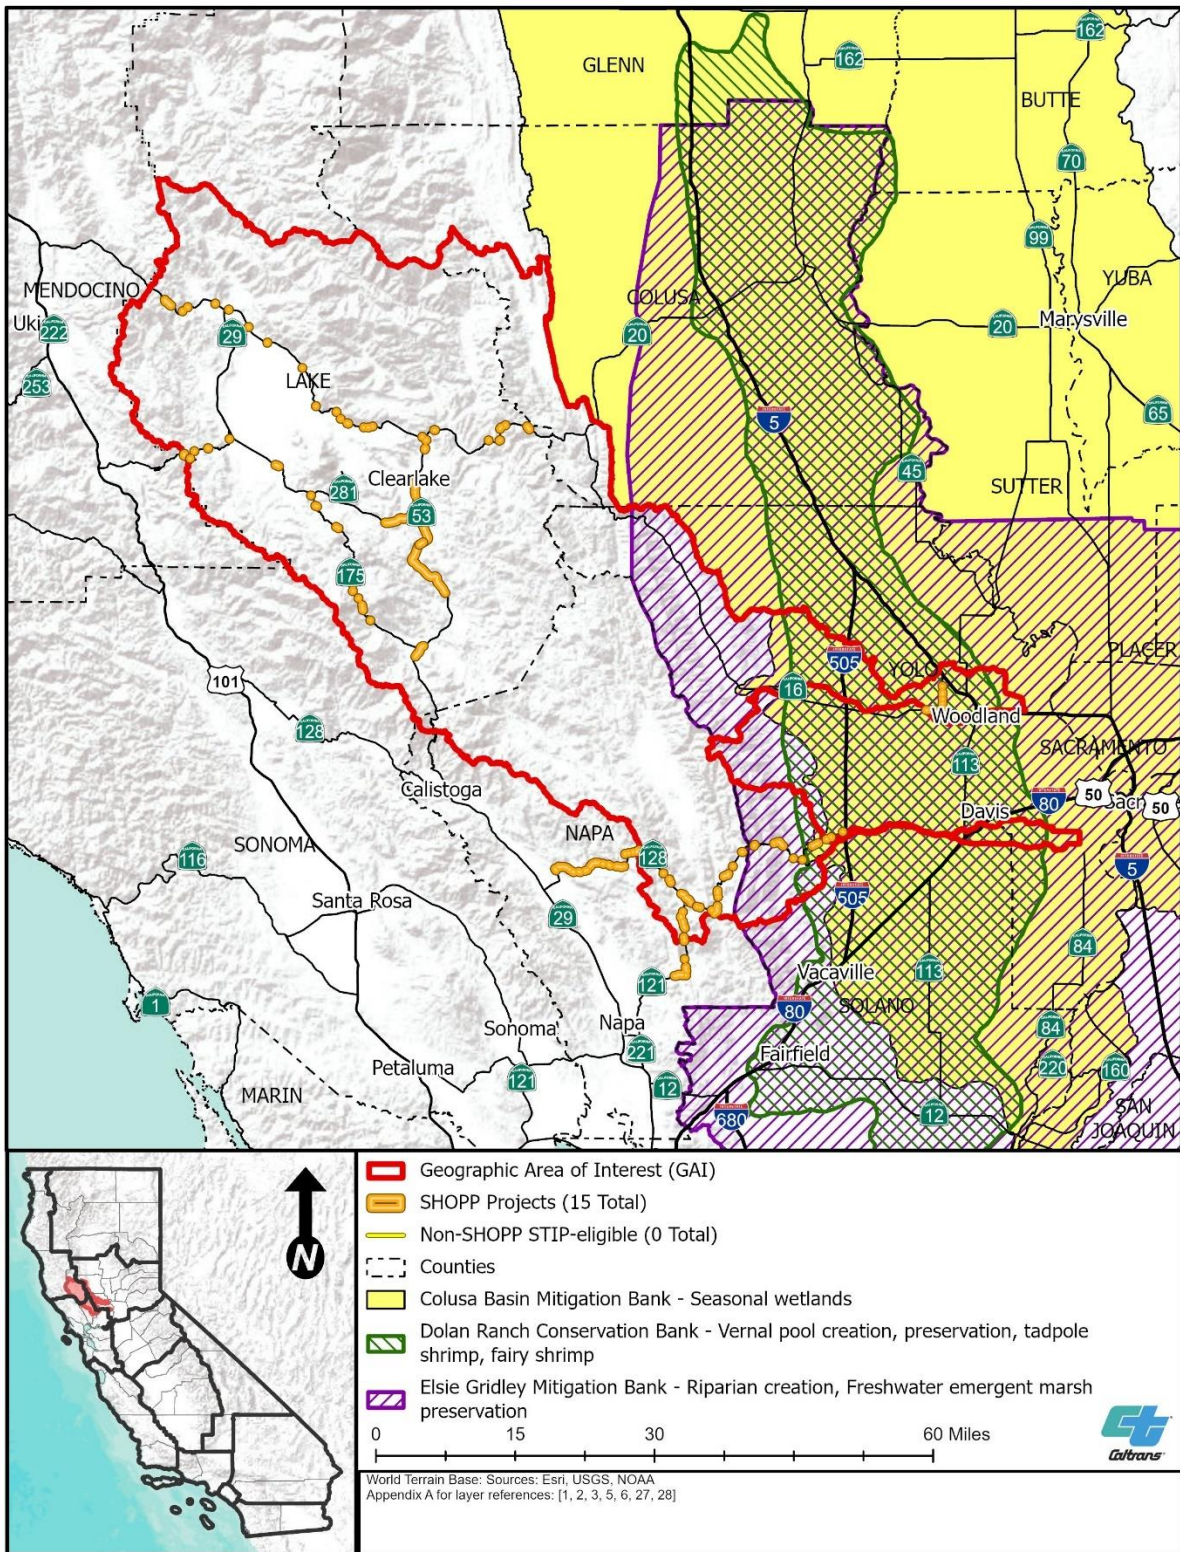 GLENN
162
162
BUTTE
70
99
MENDOCINO
YUBA
COLUSA
Uki
222
29
20
20
Marysville
253
LAKE
5
65
45
Clearlake
281
53
SUTTER
175
PLACER
505
YOLO
101
16
128
Woodland
SACRAMENTO
113
Calistoga
Davis
80
50
Sacr
50
NAPA
SONOMA
116
128
5
505
Santa Rosa
29
84
Vacaville
113
121
1
80
SOLANO
84
Sonoma
Napa
221
Fairfield
220
160
Petaluma
121
12
MARIN
680
12
SAN
JOAQUIN
N
Geographic Area of Interest (GAI)
SHOPP Projects (15 Total)
Non-SHOPP STIP-eligible (0 Total)
Counties
Colusa Basin Mitigation Bank - Seasonal wetlands
Dolan Ranch Conservation Bank - Vernal pool creation, preservation, tadpole
shrimp, fairy shrimp
Elsie Gridley Mitigation Bank - Riparian creation, Freshwater emergent marsh
preservation
0 15 30 60 Miles
Caltrans
World Terrain Base: Sources: Esri, USGS, NOAA
Appendix A for layer references: [1, 2, 3, 5, 6, 27, 28]